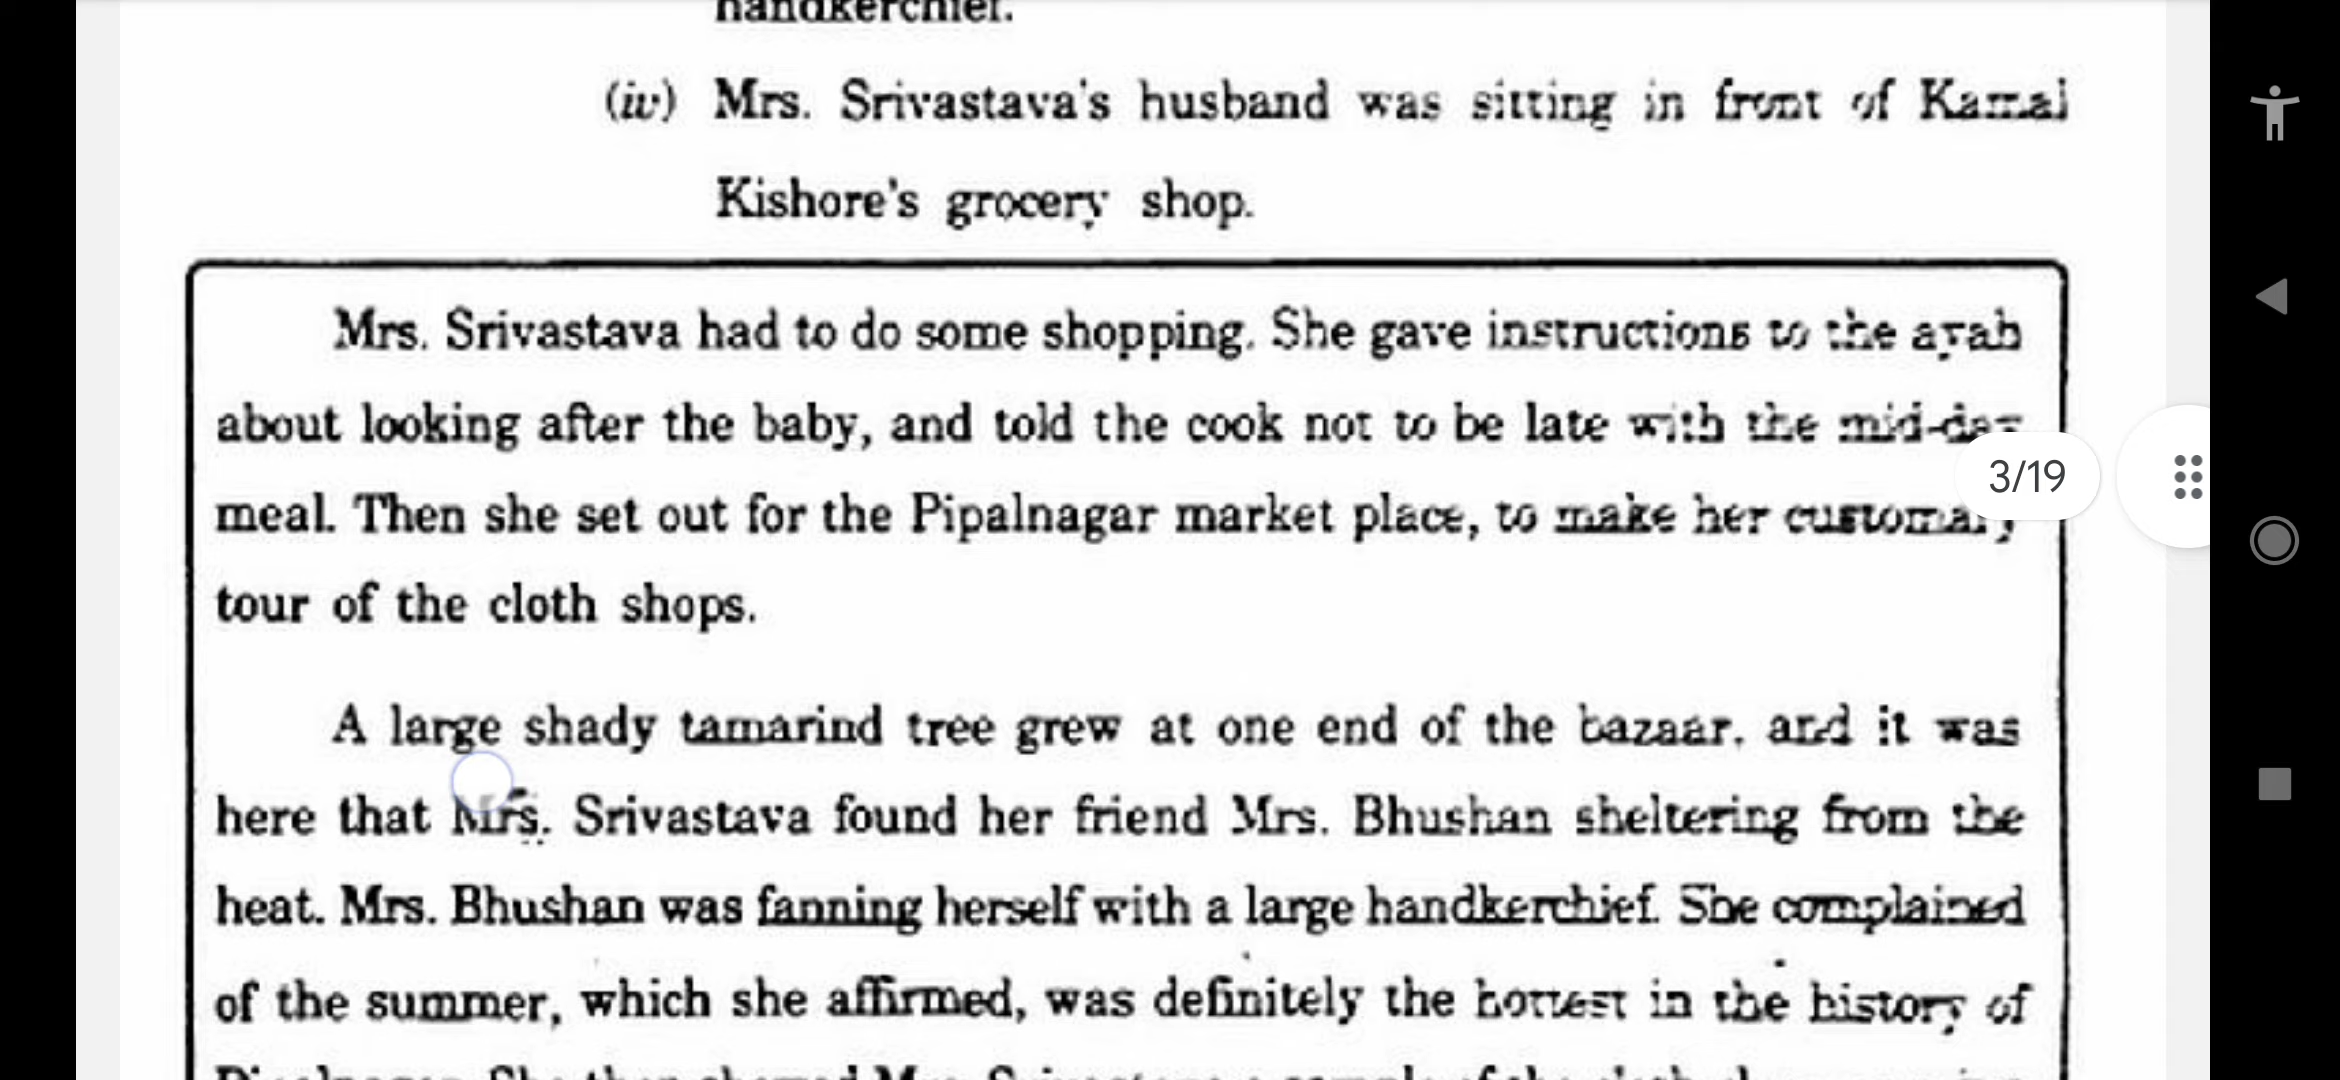 handkerchief.
(iv) Mrs. Srivastava's husband was sitting in front of Kamal
Kishore's grocery shop.
Mrs. Srivastava had to do some shopping. She gave instructions to the ayah
about looking after the baby, and told the cook not to be late with the mid-day
3/19
meal. Then she set out for the Pipalnagar market place, to make her customary
tour of the cloth shops.
A large shady tamarind tree grew at one end of the bazaar, and it was
here that Mrs. Srivastava found her friend Mrs. Bhushan sheltering from the
heat. Mrs. Bhushan was fanning herself with a large handkerchief. She complained
of the summer, which she affirmed, was definitely the hottest in the history of